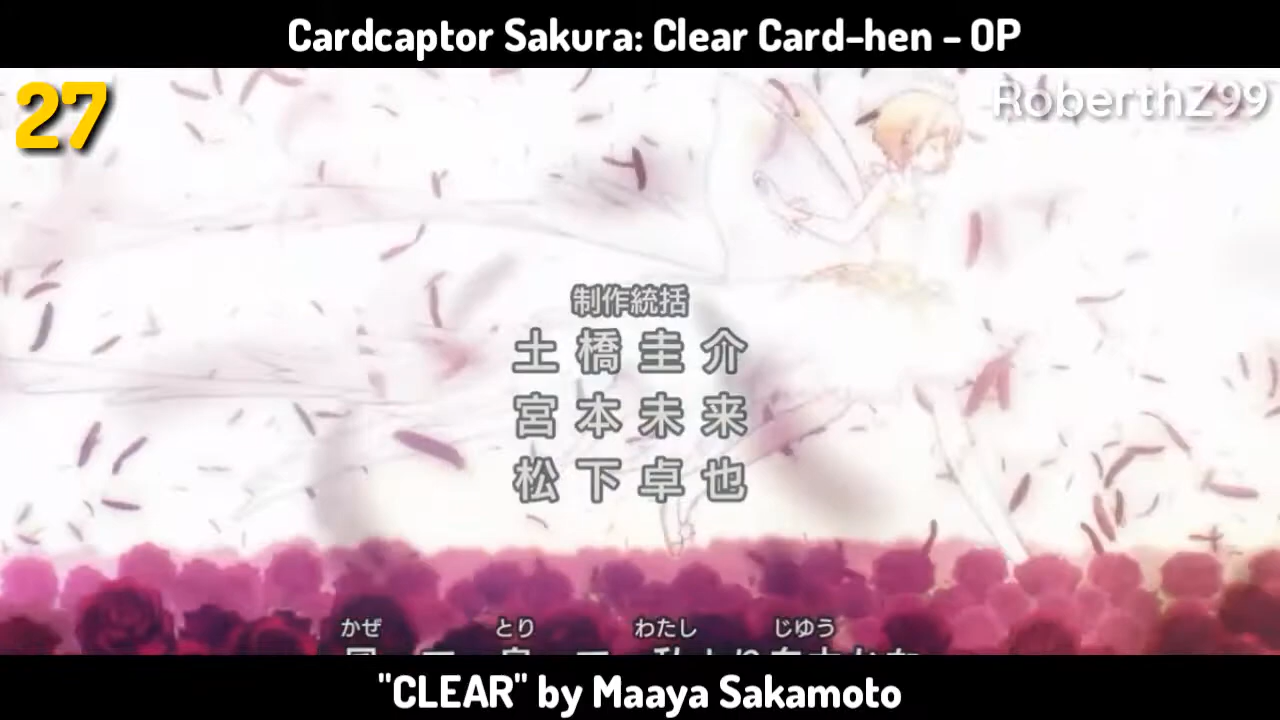 Cardcaptor Sakura: Clear Card-hen - OP
27
RoberthZ99
制作統括
土橋圭介
宮本未来
松下卓也
かぜ とり わたし じゆう
"CLEAR" by Maaya Sakamoto